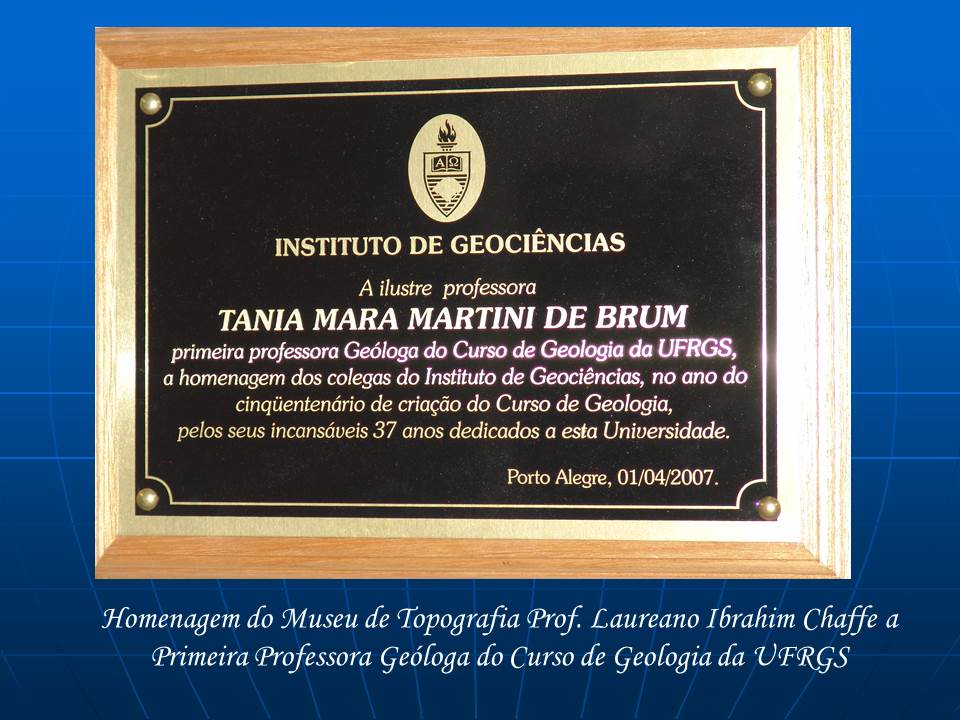 Α Ω
INSTITUTO DE GEOCIÊNCIAS
A ilustre professora
TANIA MARA MARTINI DE BRUM
primeira professora Geóloga do Curso de Geologia da UFRGS,
a homenagem dos colegas do Instituto de Geociências, no ano do
cinqüentenário de criação do Curso de Geologia,
pelos seus incansáveis 37 anos dedicados a esta Universidade.
Porto Alegre, 01/04/2007.
Homenagem do Museu de Topografia Prof. Laureano Ibrahim Chaffe a
Primeira Professora Geóloga do Curso de Geologia da UFRGS